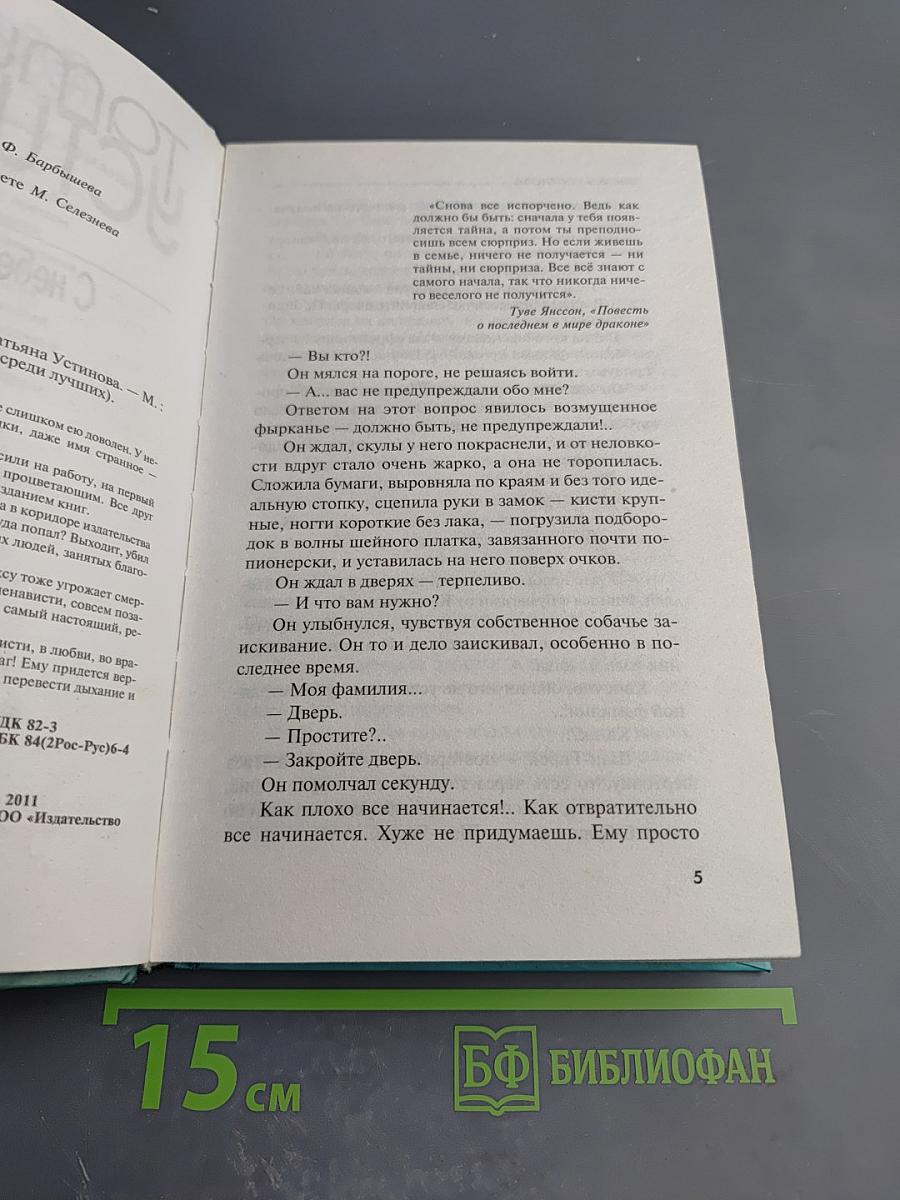 Ф. Барбышева
ете М. Селезнева
атьяна Устинова. — М. :
среди лучших).
е слишком ею доволен. У не-
лки, даже имя странное —
сили на работу, на первый
процветающим. Все друг
зданием книг.
а в коридоре издательства
уда попал? Выходит, убил
их людей, занятых благо-
ксу тоже угрожает смер-
ненависти, совсем поза-
самый настоящий, ре-
исти, в любви, во вра-
аг! Ему придется вер-
перевести дыхание и
ДК 82-3
БК 84(2Рос-Рус)6-4
2011
ОО «Издательство
«Снова все испорчено. Ведь как
должно бы быть: сначала у тебя появ-
ляется тайна, а потом ты преподно-
сишь всем сюрприз. Но если живешь
в семье, ничего не получается — ни
тайны, ни сюрприза. Все всё знают с
самого начала, так что никогда ниче-
го веселого не получится».
Туве Янссон, «Повесть
о последнем в мире драконе»
— Вы кто?!
Он мялся на пороге, не решаясь войти.
— А... вас не предупреждали обо мне?
Ответом на этот вопрос явилось возмущенное
фырканье — должно быть, не предупреждали!..
Он ждал, скулы у него покраснели, и от неловко-
сти вдруг стало очень жарко, а она не торопилась.
Сложила бумаги, выровняла по краям и без того иде-
альную стопку, сцепила руки в замок — кисти круп-
ные, ногти короткие без лака, — погрузила подборо-
док в волны шейного платка, завязанного почти по-
пионерски, и уставилась на него поверх очков.
Он ждал в дверях — терпеливо.
— И что вам нужно?
Он улыбнулся, чувствуя собственное собачье за-
искивание. Он то и дело заискивал, особенно в по-
следнее время.
— Моя фамилия...
— Дверь.
— Простите?..
— Закройте дверь.
Он помолчал секунду.
Как плохо все начинается!.. Как отвратительно
все начинается. Хуже не придумаешь. Ему просто
5
15 см
БФ БИБЛИОФАН